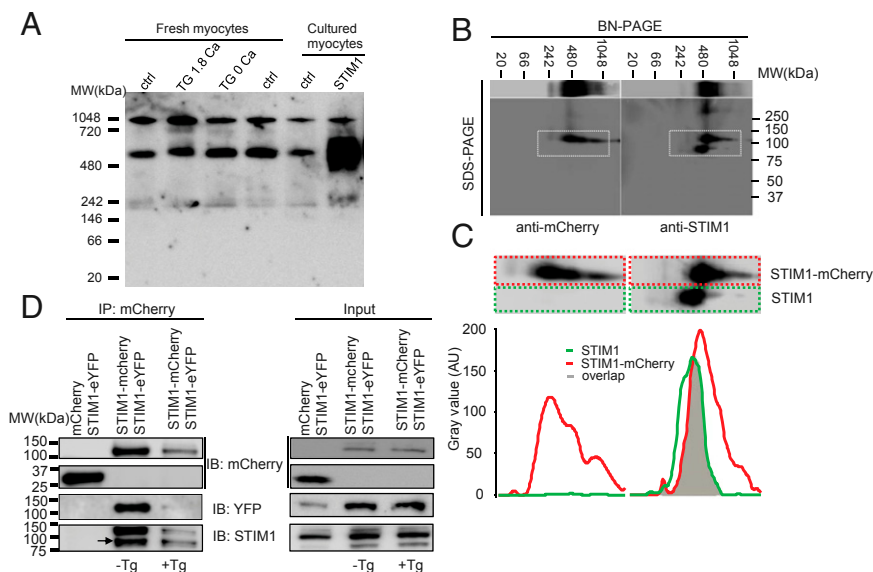 A
Fresh myocytes
Cultured
myocytes
ctrl
TG 1.8 Ca
TG 0 Ca
ctrl
ctrl
STIM1
MW(kDa)
1048
720
480
242
146
66
20
B
BN-PAGE
20
66
242
480
1048
20
66
242
480
1048
MW(kDa)
SDS-PAGE
250
150
100
75
50
37
anti-mCherry
anti-STIM1
C
STIM1-mCherry
STIM1
Gray value (AU)
200
150
100
50
0
STIM1
STIM1-mCherry
overlap
D
IP: mCherry
Input
mCherry
STIM1-eYFP
STIM1-mcherry
STIM1-eYFP
STIM1-mCherry
STIM1-eYFP
mCherry
STIM1-eYFP
STIM1-mcherry
STIM1-eYFP
STIM1-mCherry
STIM1-eYFP
MW(kDa)
150
100
37
25
150
100
150
100
75
IB: mCherry
IB: YFP
IB: STIM1
-Tg
+Tg
-Tg
+Tg